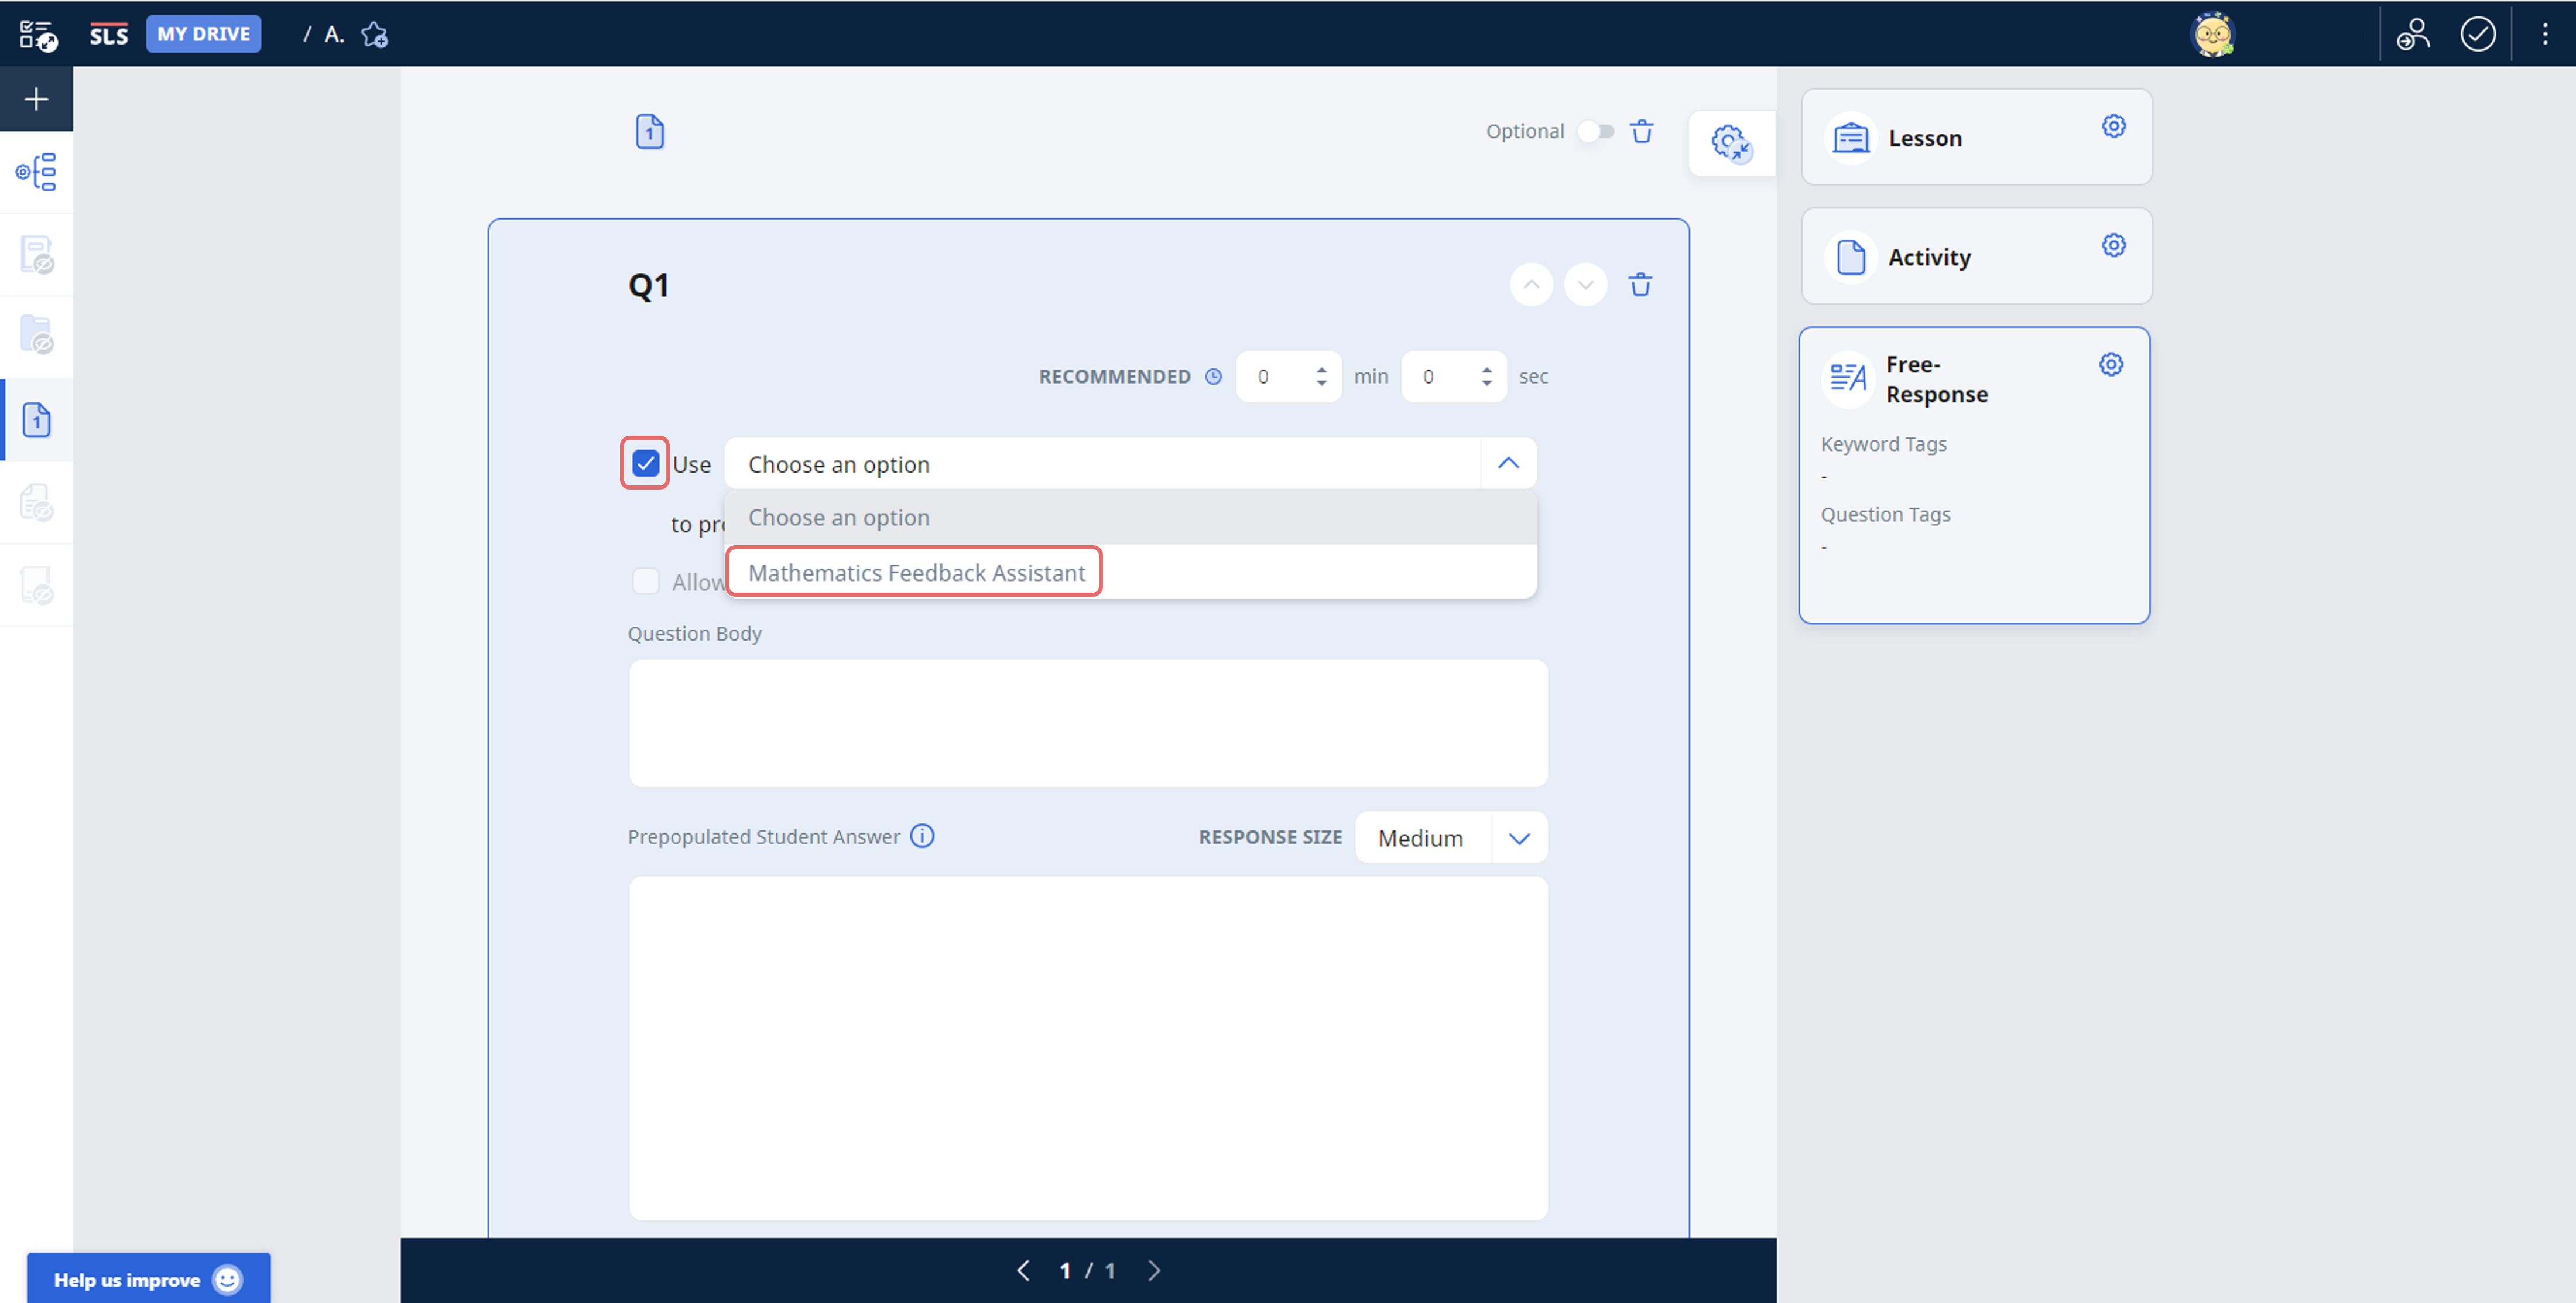 SLS MY DRIVE / A.
Optional
1
Lesson
Activity
Q1
RECOMMENDED 0 min 0 sec
Free-
Response
Keyword Tags
-
Question Tags
-
Use Choose an option
Choose an option
to pr
Mathematics Feedback Assistant
Allow
1
Question Body
Prepopulated Student Answer i RESPONSE SIZE Medium
Help us improve
1 / 1